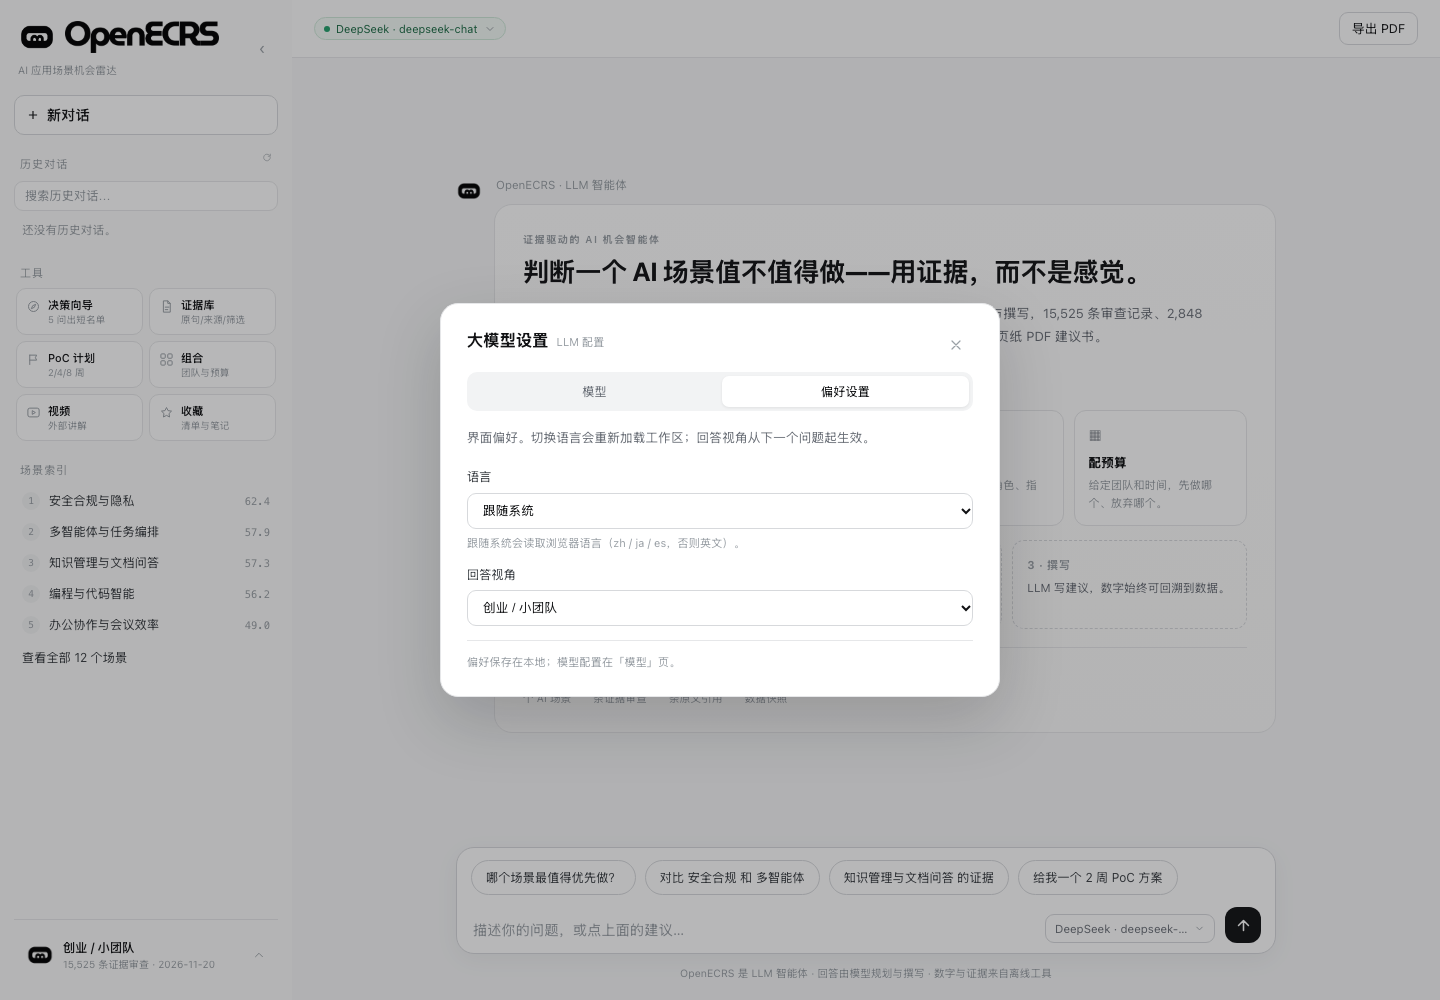 OpenECRS
AI 应用场景机会雷达
+ 新对话
历史对话
搜索历史对话...
还没有历史对话。
工具
决策向导
5 问出短名单
证据库
原句/来源/筛选
PoC 计划
2/4/8 周
组合
团队与预算
视频
外部讲解
收藏
清单与笔记
场景索引
1 安全合规与隐私 62.4
2 多智能体与任务编排 57.9
3 知识管理与文档问答 57.3
4 编程与代码智能 56.2
5 办公协作与会议效率 49.0
查看全部 12 个场景
创业 / 小团队
15,525 条证据审查 · 2026-11-20
DeepSeek · deepseek-chat
导出 PDF
OpenECRS · LLM 智能体
证据驱动的 AI 机会智能体
判断一个 AI 场景值不值得做——用证据，而不是感觉。
撰写，15,525 条审查记录、2,848
页纸 PDF 建议书。
色、指
配预算
给定团队和时间，先做哪
个、放弃哪个。
3 · 撰写
LLM 写建议，数字始终可回溯到数据。
个 AI 场景 条证据审查 条原文引用 数据快照
大模型设置 LLM 配置
×
模型
偏好设置
界面偏好。切换语言会重新加载工作区；回答视角从下一个问题起生效。
语言
跟随系统
跟随系统会读取浏览器语言（zh / ja / es，否则英文）。
回答视角
创业 / 小团队
偏好保存在本地；模型配置在「模型」页。
哪个场景最值得优先做？
对比 安全合规 和 多智能体
知识管理与文档问答 的证据
给我一个 2 周 PoC 方案
描述你的问题，或点上面的建议...
DeepSeek · deepseek-...
OpenECRS 是 LLM 智能体 · 回答由模型规划与撰写 · 数字与证据来自离线工具